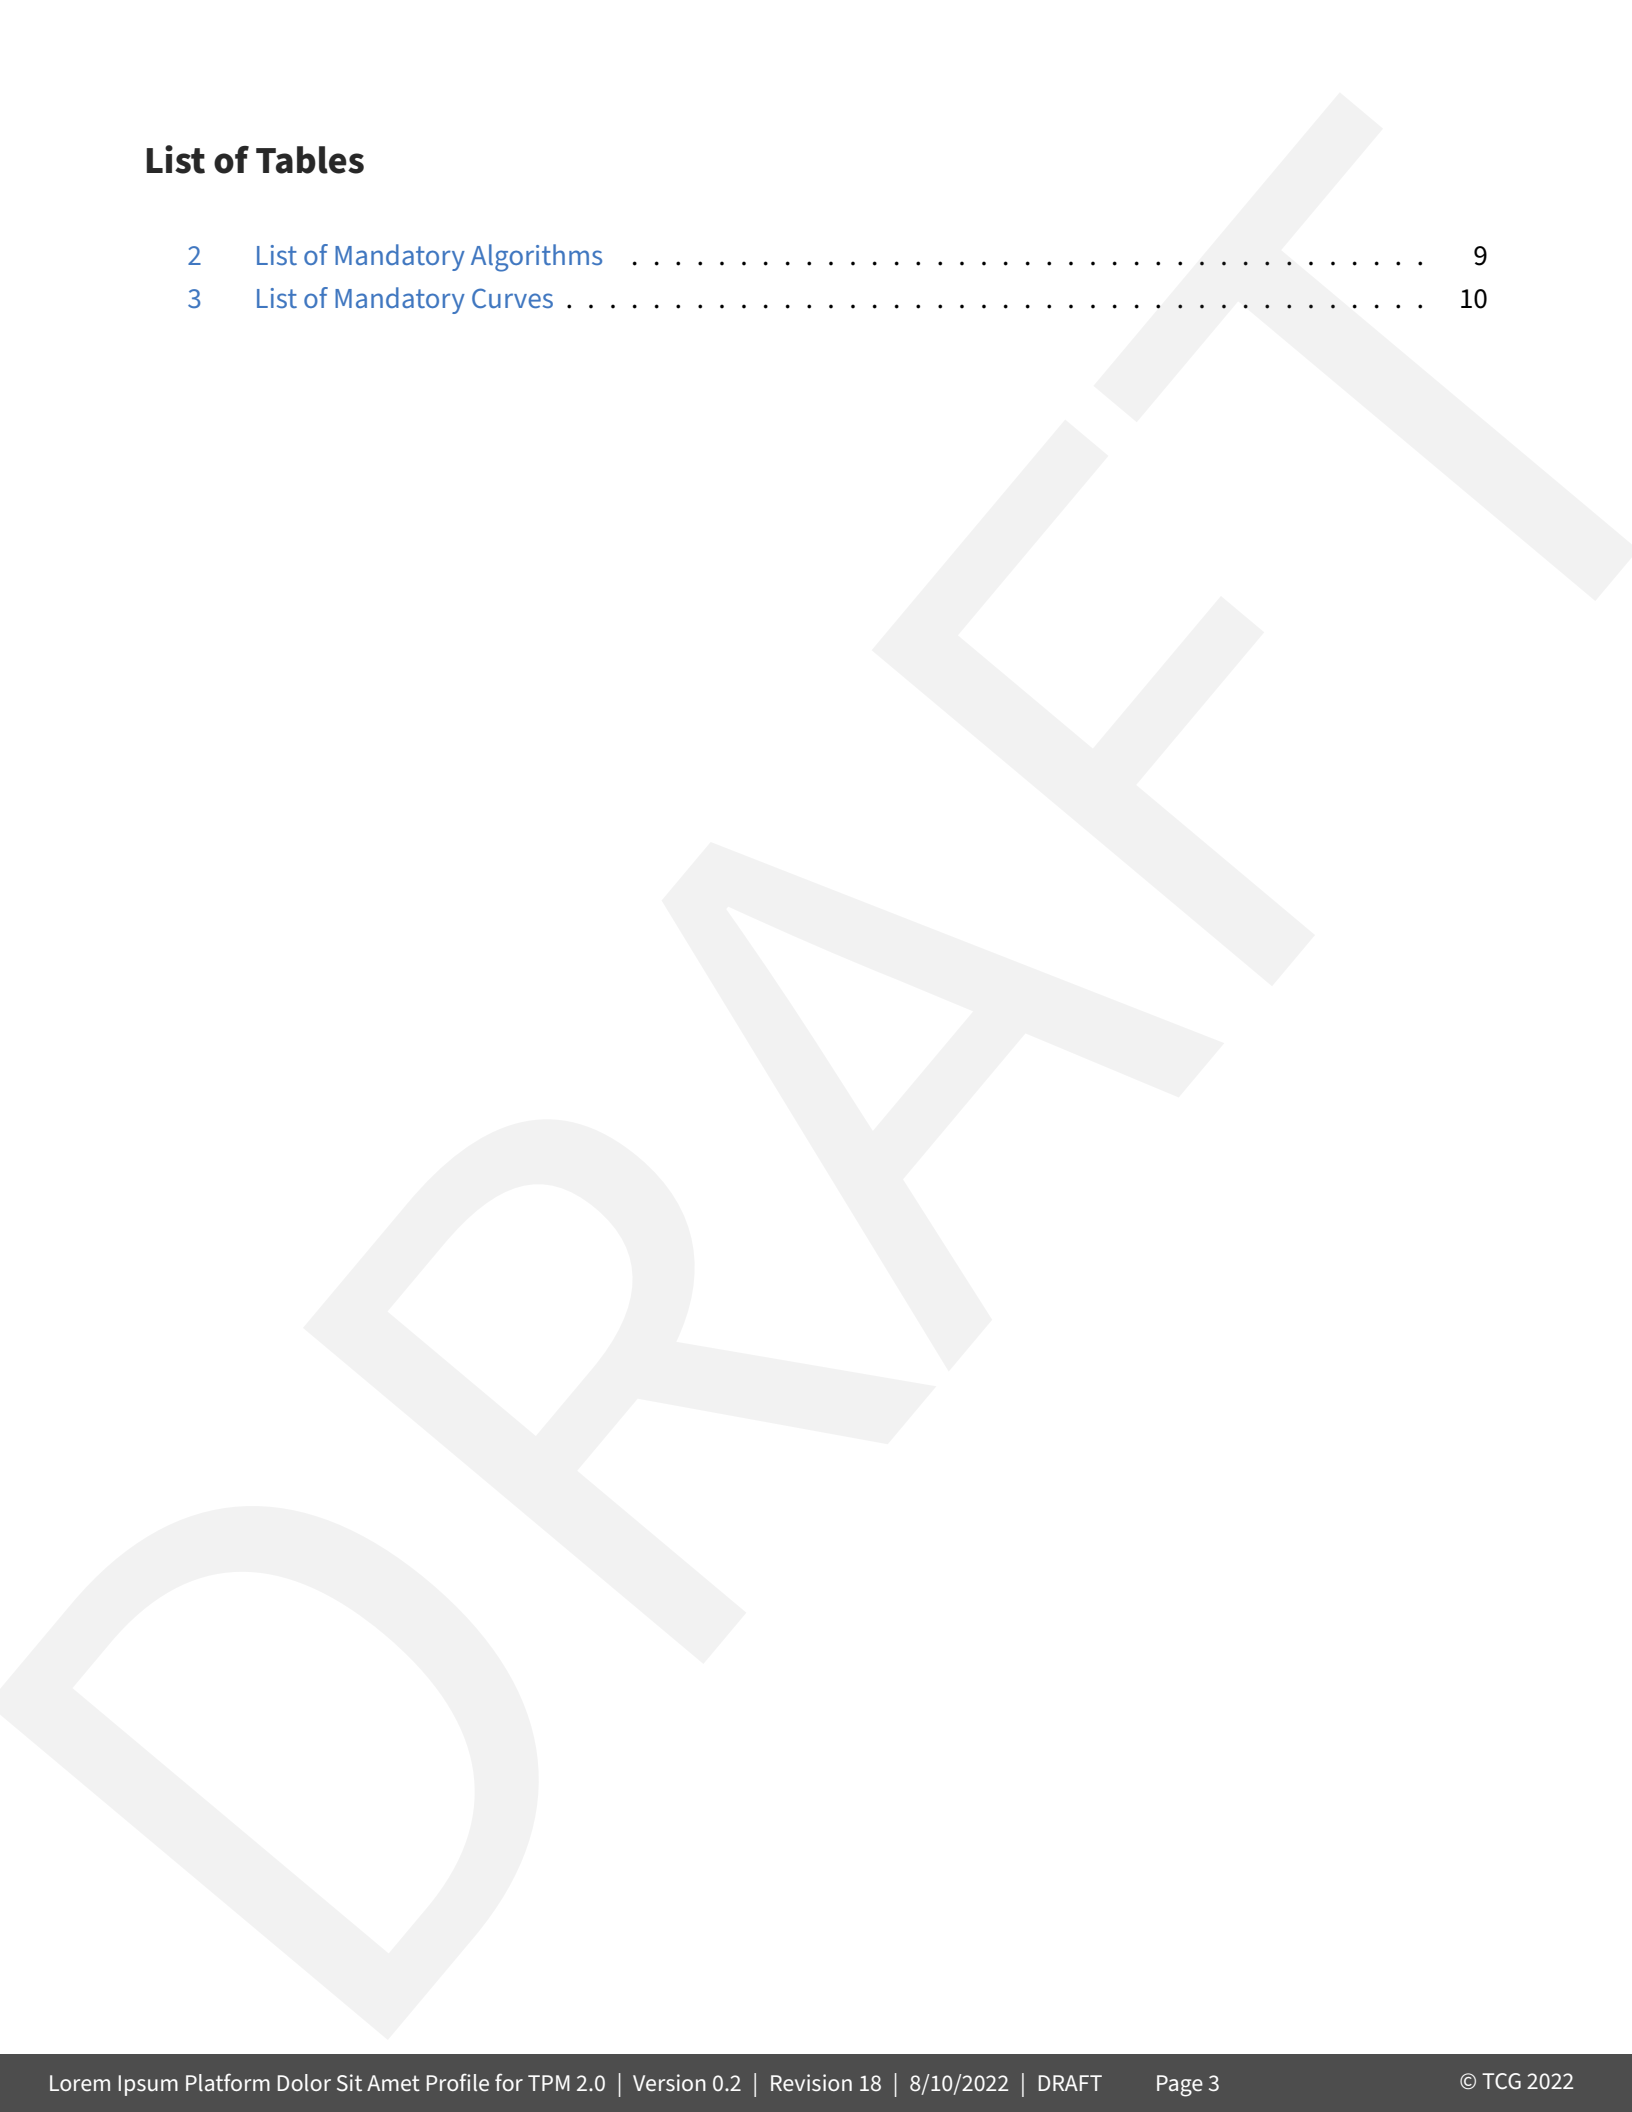 List of Tables
2 List of Mandatory Algorithms . . . . . . . . . . . . . . . . . . . . . . . . . . . . . . . . . . . . . 9
3 List of Mandatory Curves . . . . . . . . . . . . . . . . . . . . . . . . . . . . . . . . . . . . . . . . 10
DRAFT
Lorem Ipsum Platform Dolor Sit Amet Profile for TPM 2.0 | Version 0.2 | Revision 18 | 8/10/2022 | DRAFT Page 3 © TCG 2022